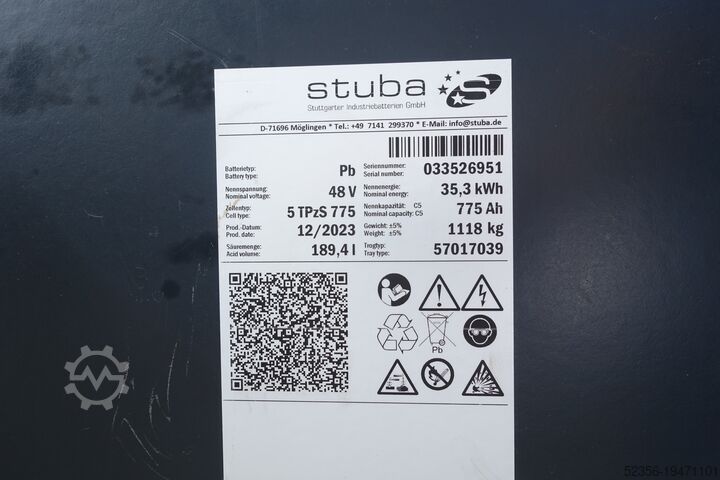 stuba
Stuttgarter Industriebatterien GmbH
D-71696 Möglingen * Tel.: +49 7141 299370 * E-Mail: info@stuba.de
Batterietyp: Pb Seriennummer: 033526951
Battery type: Serial number:
Nennspannung: 48 V Nennenergie: 35,3 kWh
Nominal voltage: Nominal energy:
Zellentyp: 5 TPzS 775 Nennkapazität: C5 775 Ah
Cell type: Nominal capacity: C5
Prod.-Datum: 12/2023 Gewicht: ±5% 1118 kg
Prod. date: Weight: ±5%
Säuremenge: 189,4 l Trogtyp: 57017039
Acid volume: Tray type:
Pb
52356-19471101